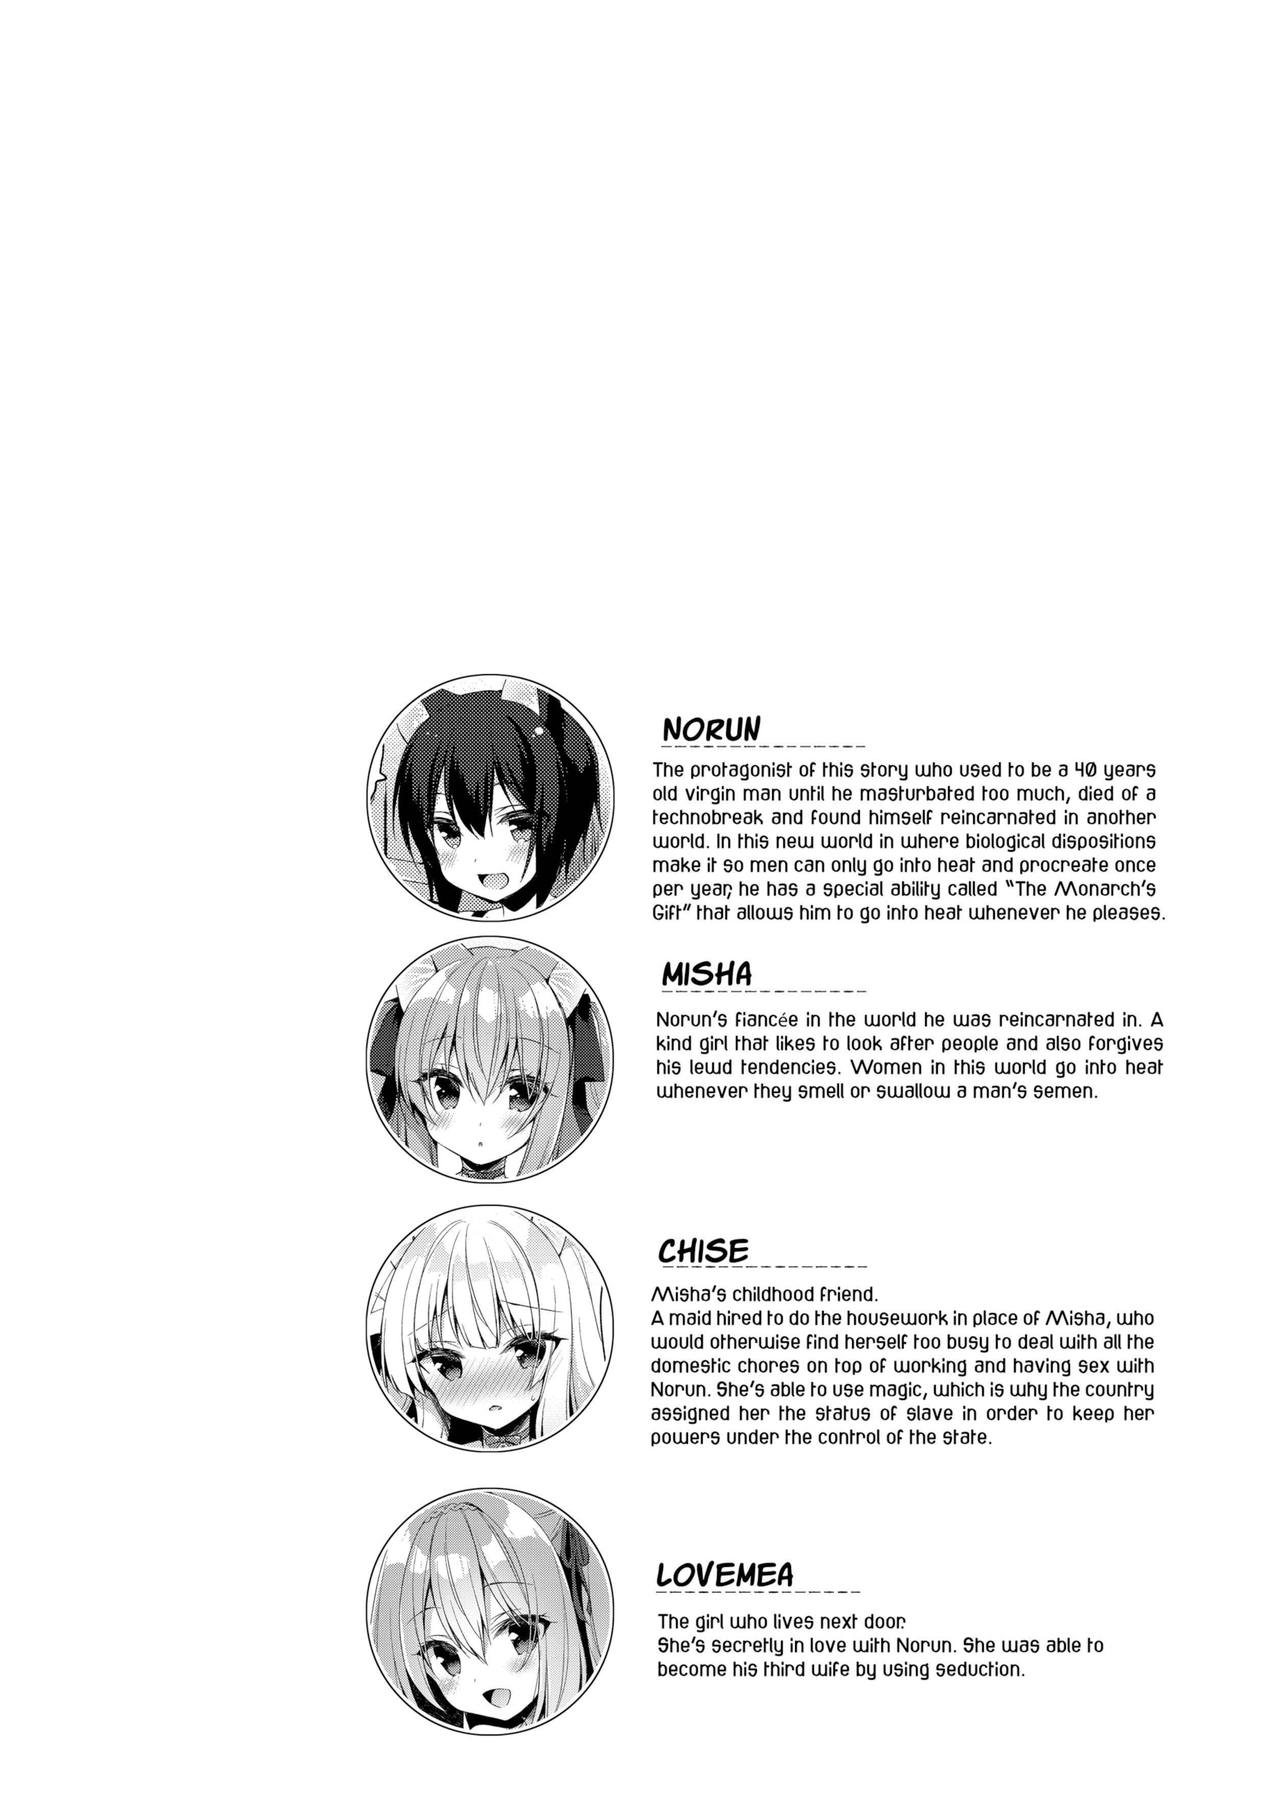 NORUN
The protagonist of this story who used to be a 40 years
old virgin man until he masturbated too much, died of a
technobreak and found himself reincarnated in another
world. In this new world in where biological dispositions
make it so men can only go into heat and procreate once
per year, he has a special ability called "The Monarch's
Gift" that allows him to go into heat whenever he pleases.
MISHA
Norun's fiancée in the world he was reincarnated in. A
kind girl that likes to look after people and also forgives
his lewd tendencies. Women in this world go into heat
whenever they smell or swallow a man's semen.
CHISE
Misha's childhood friend.
A maid hired to do the housework in place of Misha, who
would otherwise find herself too busy to deal with all the
domestic chores on top of working and having sex with
Norun. She's able to use magic, which is why the country
assigned her the status of slave in order to keep her
powers under the control of the state.
LOVEMEA
The girl who lives next door.
She's secretly in love with Norun. She was able to
become his third wife by using seduction.